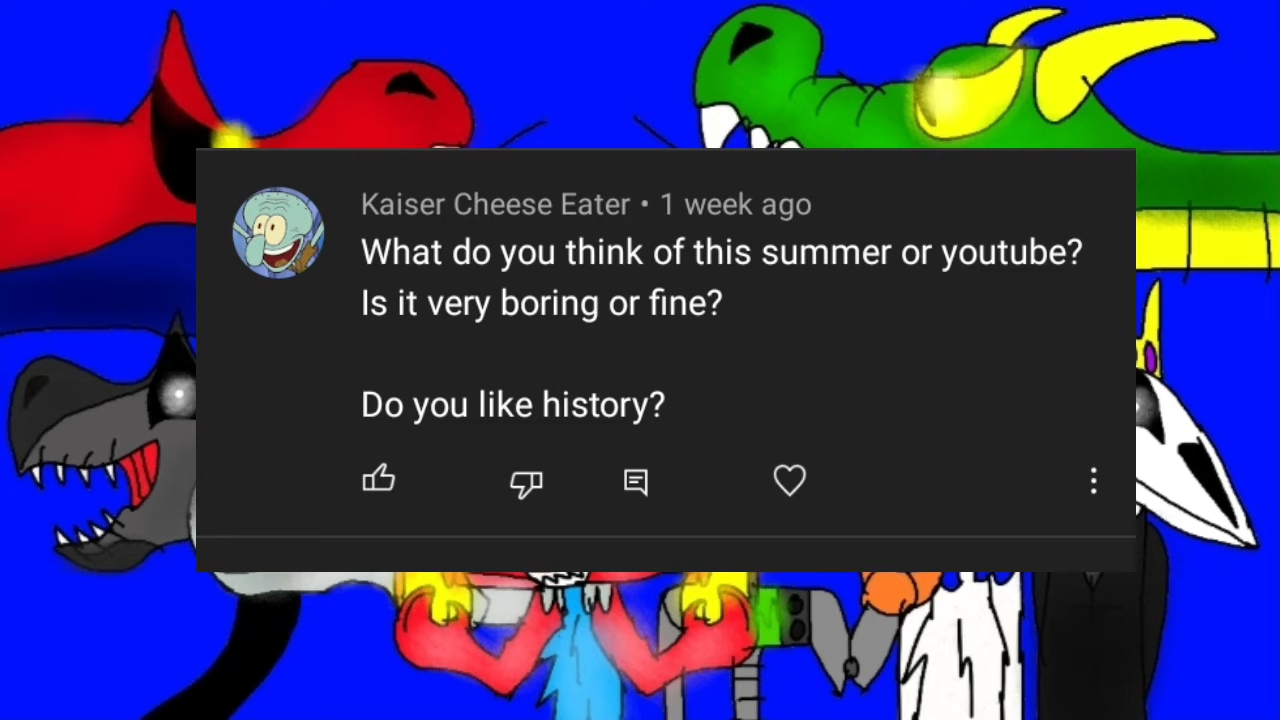 Kaiser Cheese Eater • 1 week ago
What do you think of this summer or youtube?
Is it very boring or fine?
Do you like history?